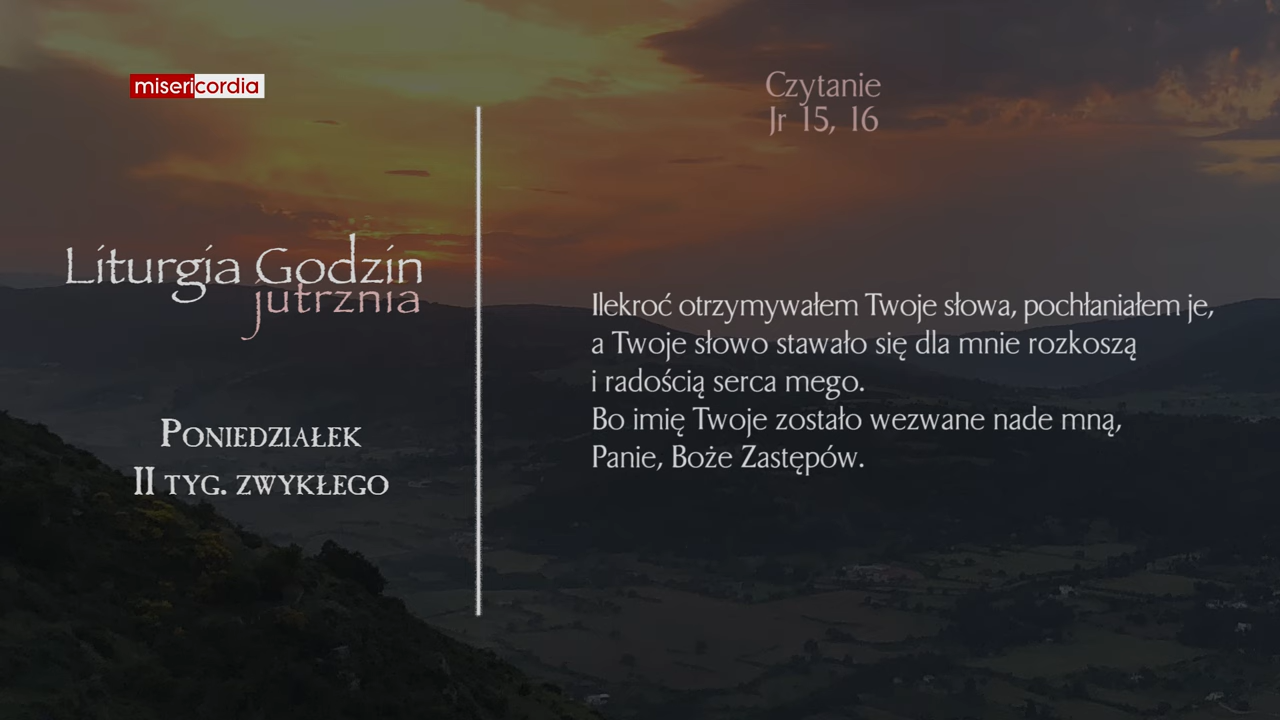 misericordia
Liturgia Godzin
jutrznia
Poniedziałek
II tyg. zwykłego
Czytanie
Jr 15, 16
Ilekroć otrzymywałem Twoje słowa, pochłaniałem je,
a Twoje słowo stawało się dla mnie rozkoszą
i radością serca mego.
Bo imię Twoje zostało wezwane nade mną,
Panie, Boże Zastępów.